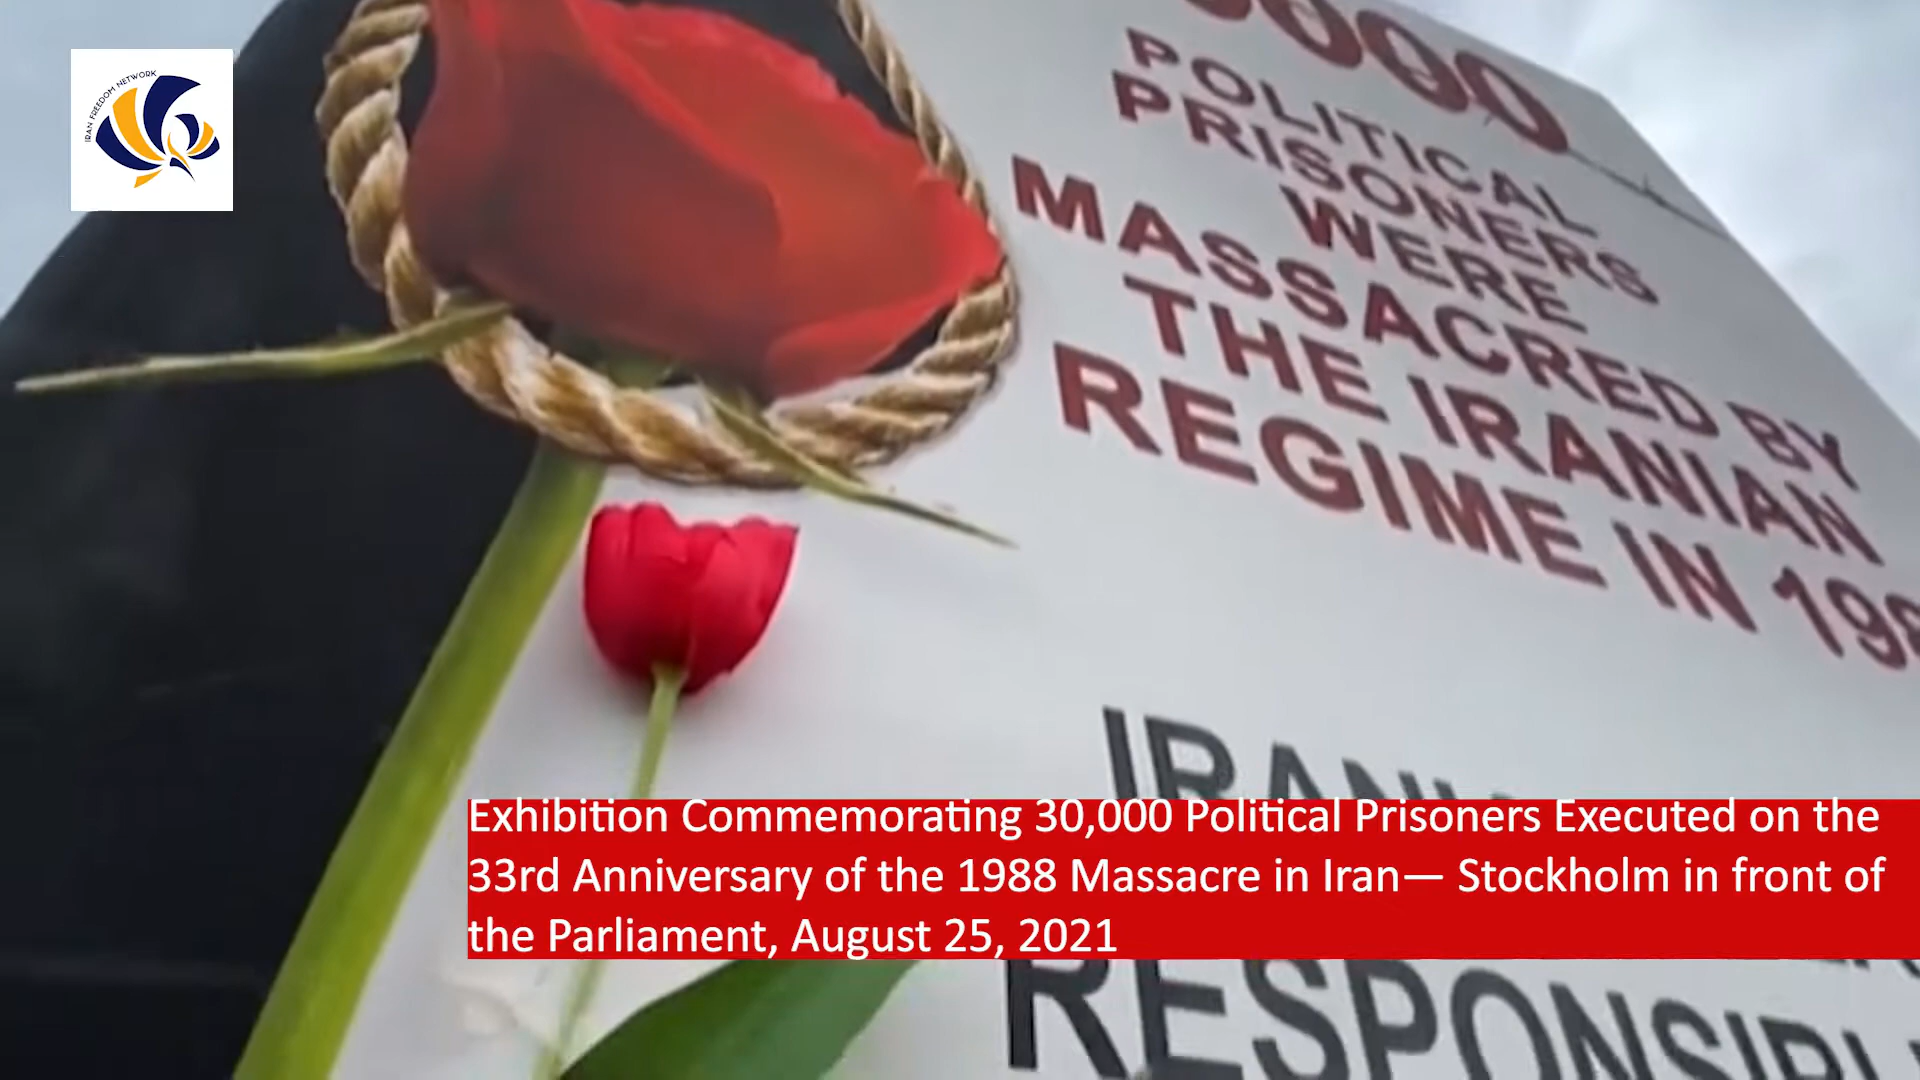 IRAN FREEDOM NETWORK
POLITICAL
PRISONERS
WERE
MASSACRED BY
THE IRANIAN
REGIME IN
Exhibition Commemorating 30,000 Political Prisoners Executed on the
33rd Anniversary of the 1988 Massacre in Iran— Stockholm in front of
the Parliament, August 25, 2021